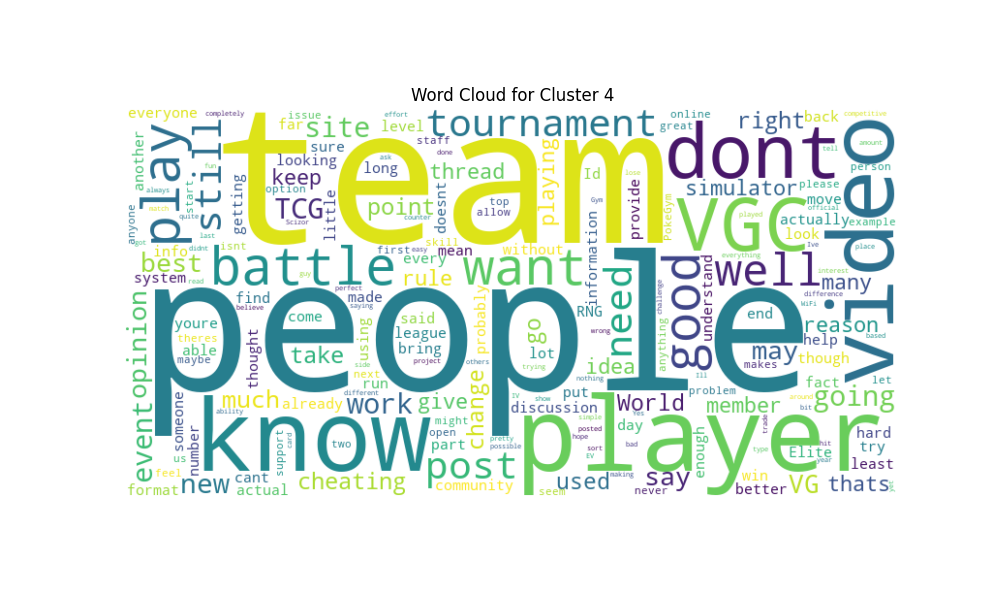 Word Cloud for Cluster 4
everyone
completely
issue
effort
tournament
online
great
right
back
competitive
far
site
level
staff
amount
another
play
still
team
dont
video
sure
done
ask
tell
person
looking
long
thread
playing
Id
lose
fun
keep
option
doesnt
simulator
please
always
start
getting
TCG
little
point
top
allow
Gym
provide
Pokedym
VGC
played
move
official
match
quite
Scizor
counter
actually
example
anyone
last
skill
look
Ive
place
got
didnt
info
isnt
first
easy
mean
without
everything
best
battle
every
want
information
need
good
understand
well
interest
many
system
read
guy
rule
challenge
difference
WiFi
find
perfect
made
people
RNG
end
reason
believe
saying
probably
anything
based
opinion
youre
come
said
go
wrong
may
help
theres
able
thought
using
league
bring
lot
makes
though
maybe
take
project
others
idea
let
side
trying
next
run
change
nothing
Ill
problem
fact
event
different
IV
show
put
much
already
work
give
discussion
World
member
around
bit
going
someone
ability
might
simple
Yes
day
trade
know
two
open
posted
player
hard
number
us
support
card
part
pretty
possible
hope
enough
hit
Elite
try
feel
cant
post
sort
EV
bad
type
year
least
format
new
actual
cheating
community
seem
used
making
say
never
win
better
VG
thats
yet